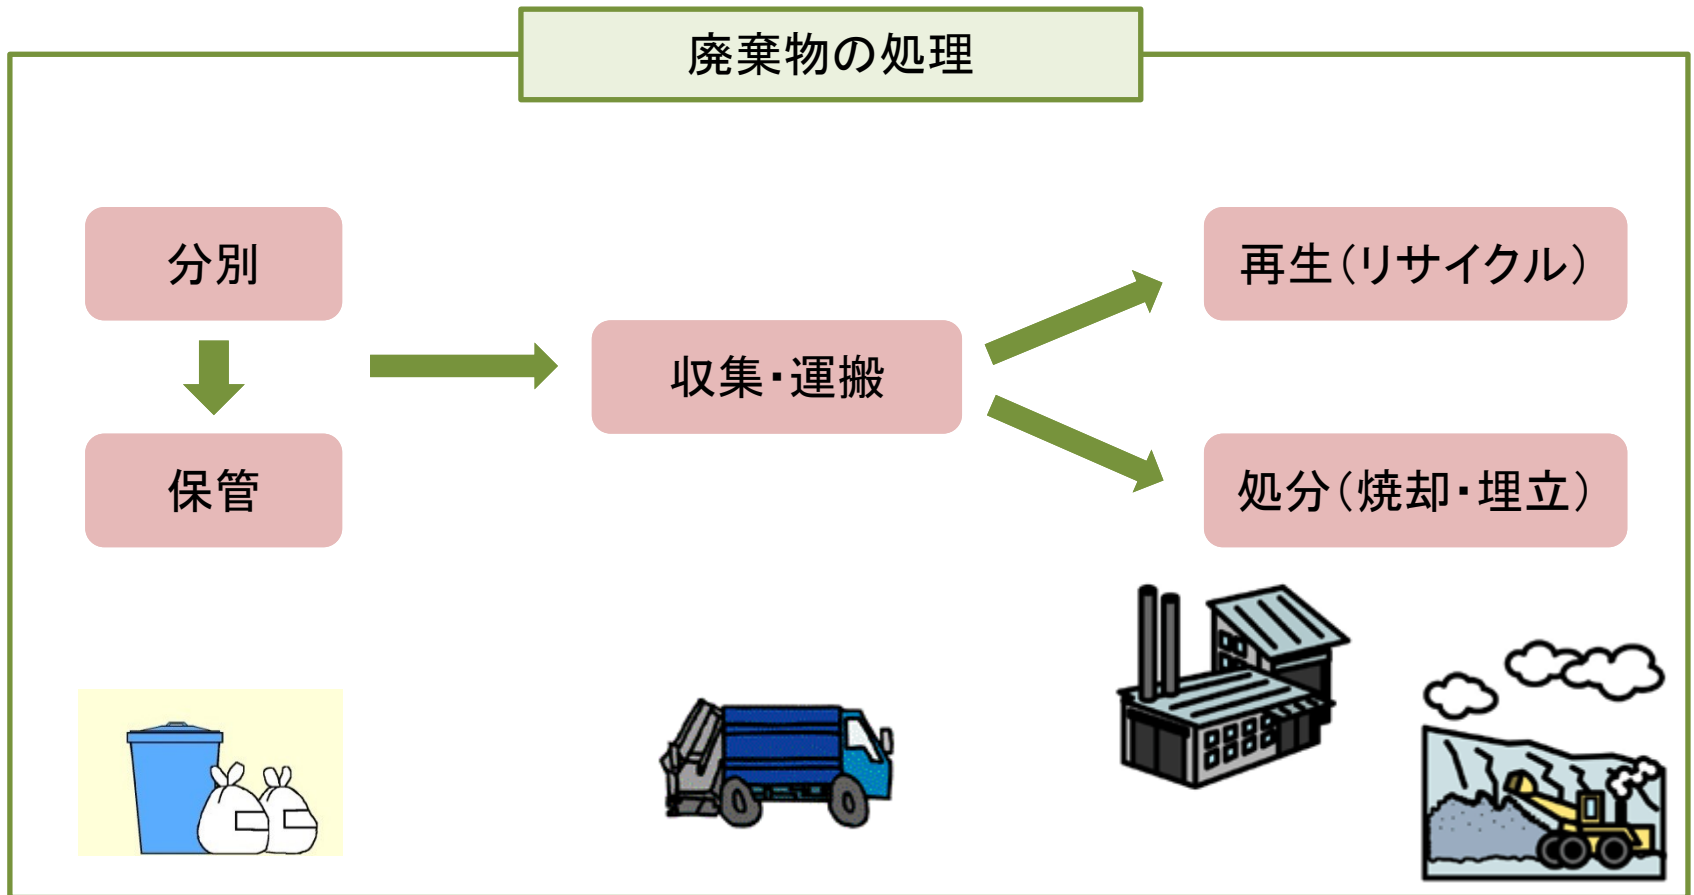 廃棄物の処理
分別
保管
収集・運搬
再生(リサイクル)
処分(焼却・埋立)